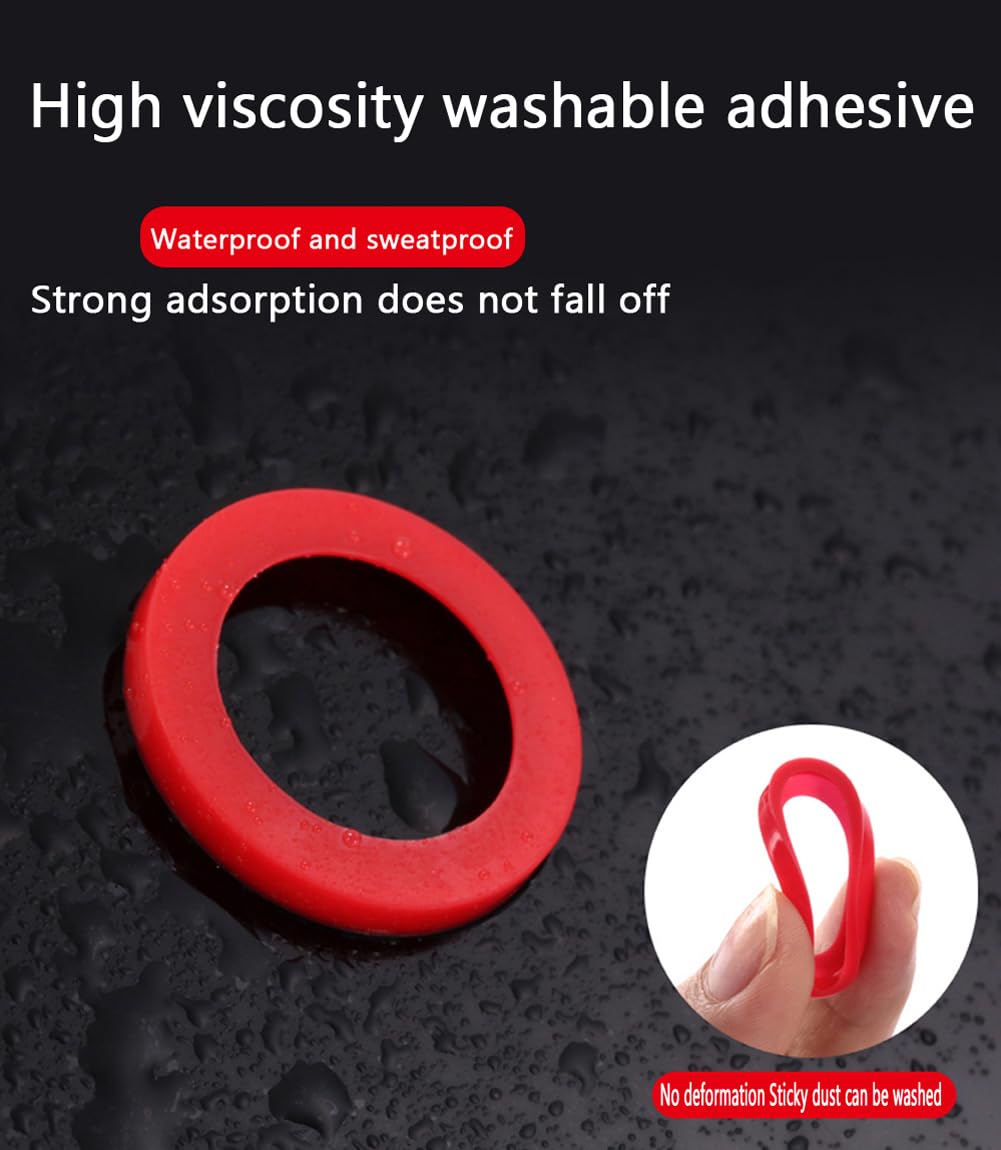 High viscosity washable adhesive
Waterproof and sweatproof
Strong adsorption does not fall off
No deformation Sticky dust can be washed